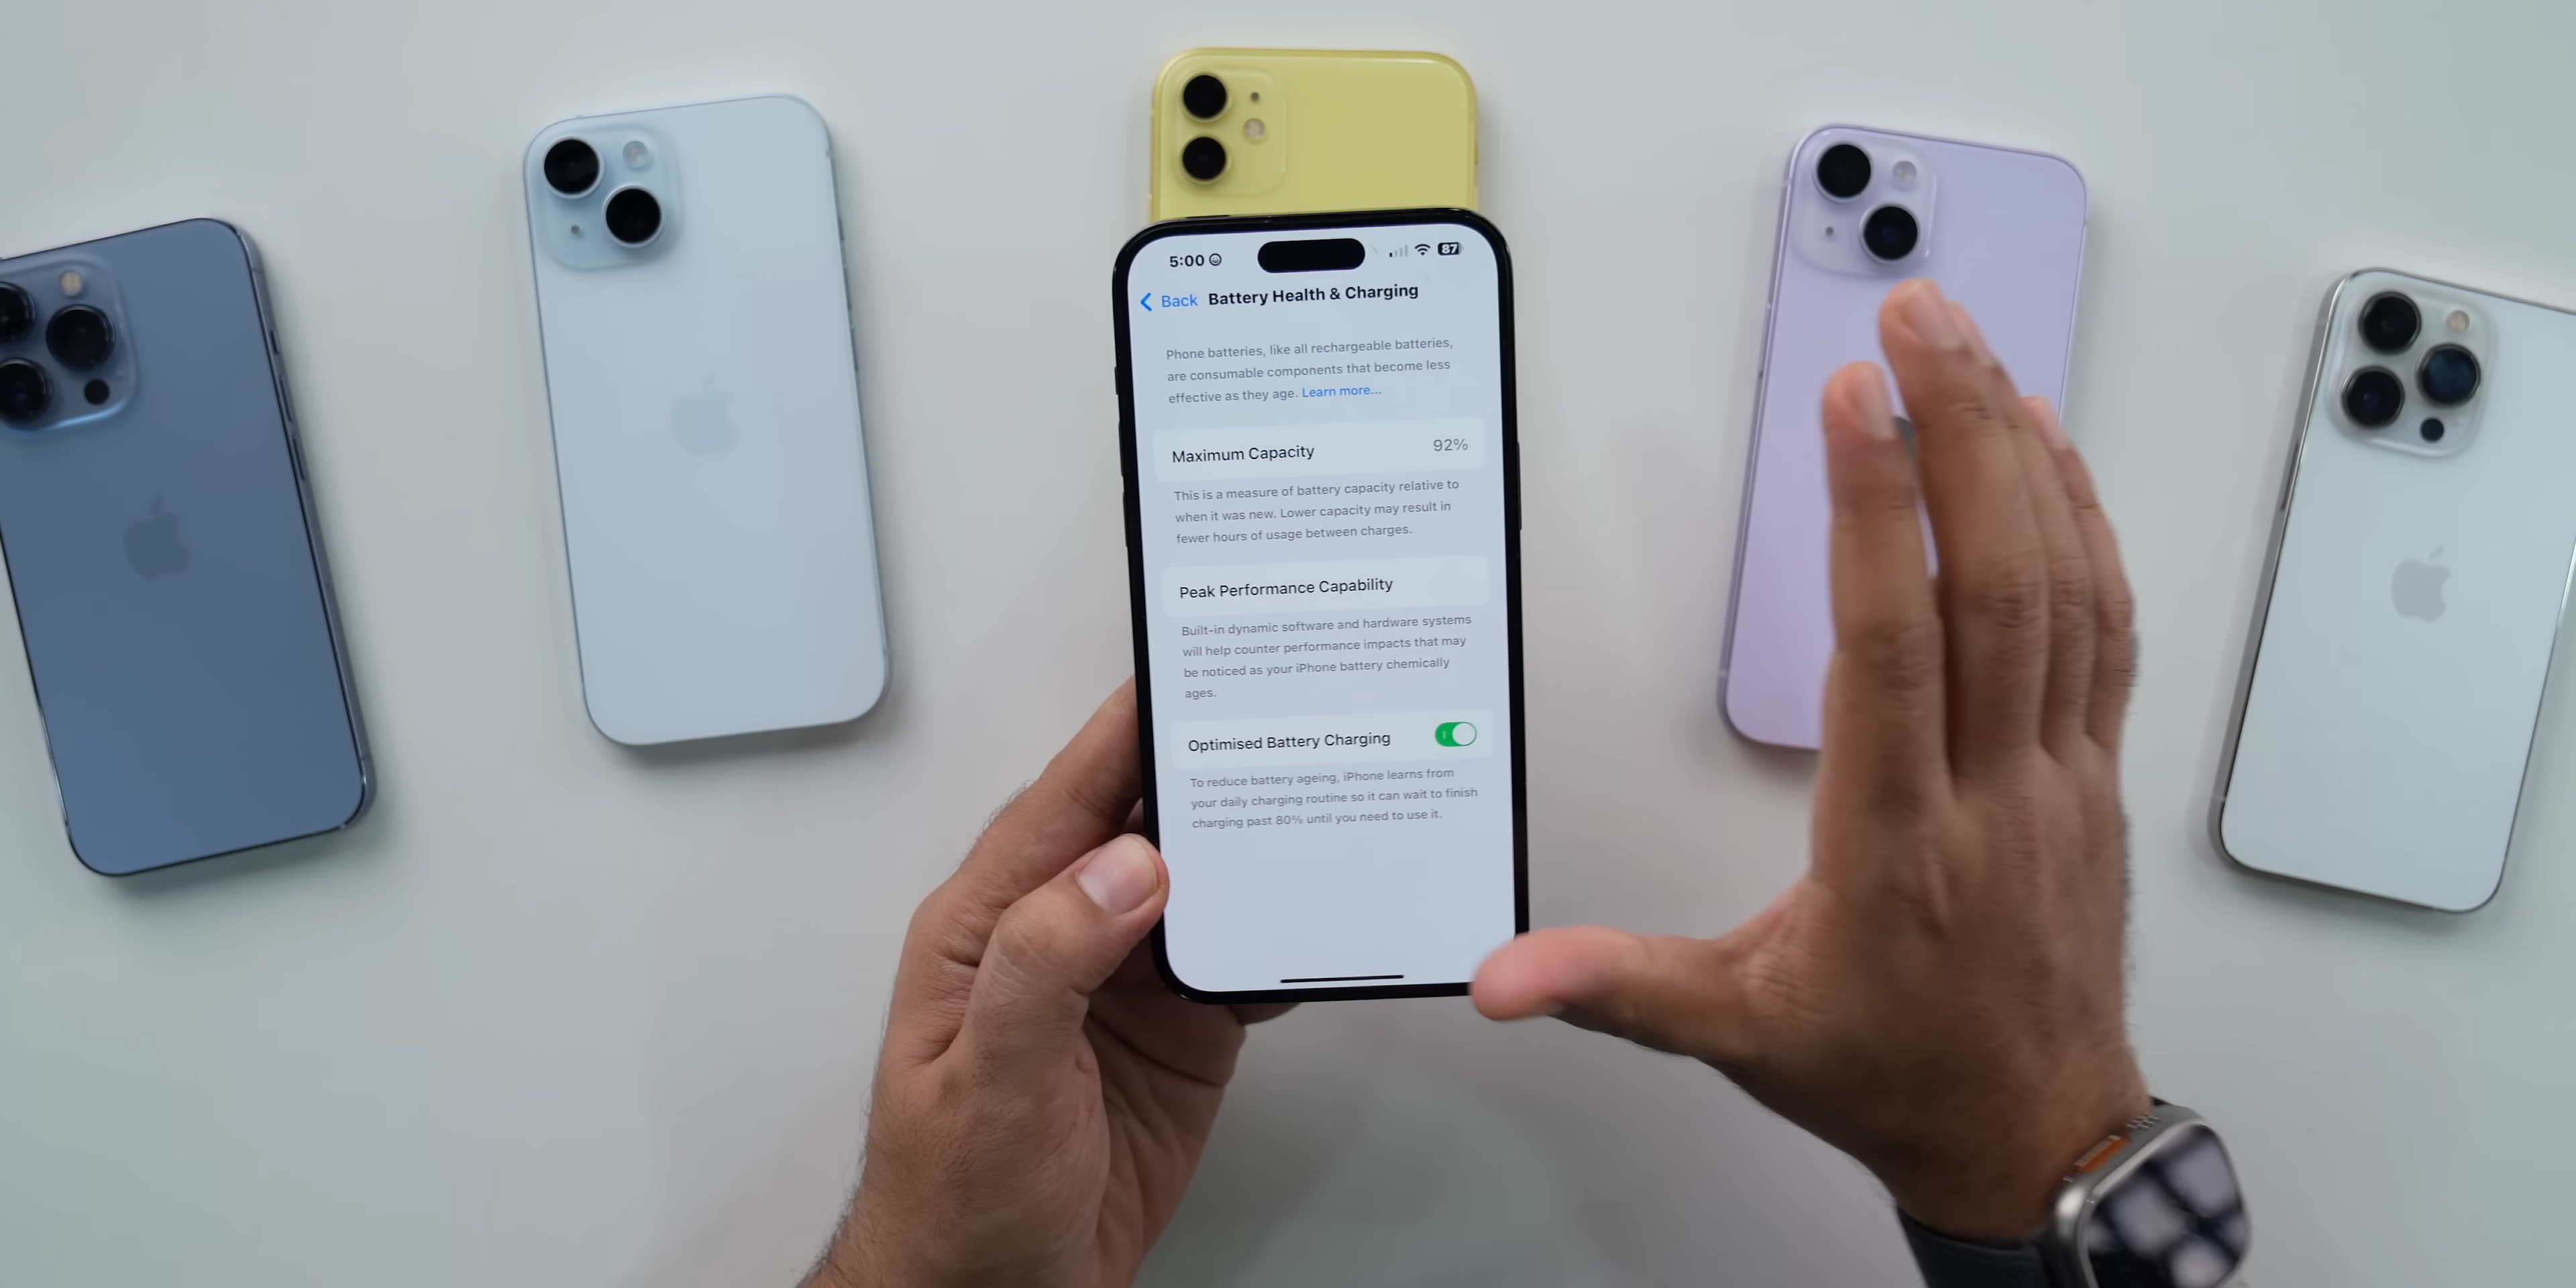 5:00
87
Back Battery Health & Charging
Phone batteries, like all rechargeable batteries,
are consumable components that become less
effective as they age. Learn more...
Maximum Capacity 92%
This is a measure of battery capacity relative to
when it was new. Lower capacity may result in
fewer hours of usage between charges.
Peak Performance Capability
Built-in dynamic software and hardware systems
will help counter performance impacts that may
be noticed as your iPhone battery chemically
ages.
Optimised Battery Charging
To reduce battery ageing, iPhone learns from
your daily charging routine so it can wait to finish
charging past 80% until you need to use it.